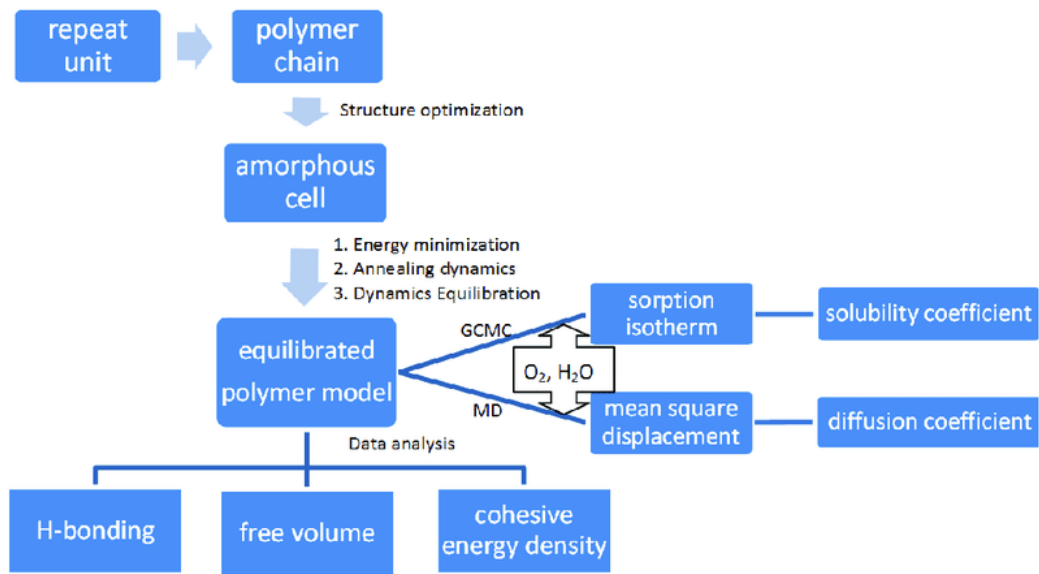 repeat
unit
polymer
chain
Structure optimization
amorphous
cell
1. Energy minimization
2. Annealing dynamics
3. Dynamics Equilibration
equilibrated
polymer model
GCMC
MD
O₂, H₂O
sorption
isotherm
solubility coefficient
mean square
displacement
diffusion coefficient
Data analysis
H-bonding
free volume
cohesive
energy density